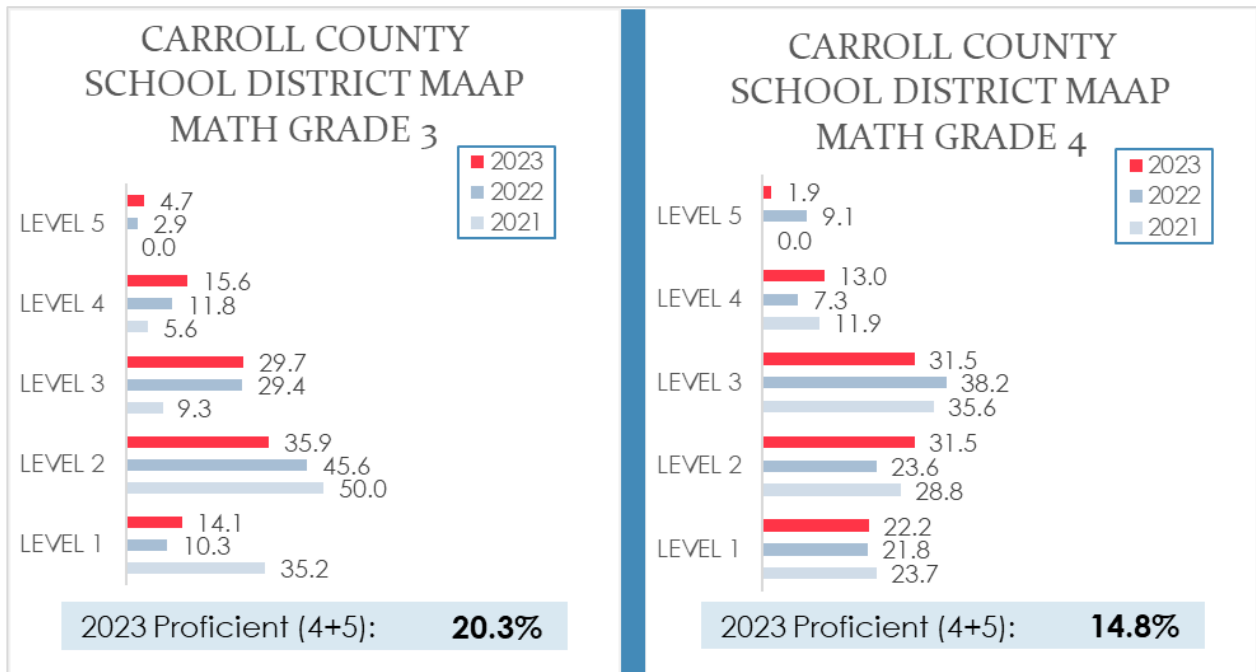 CARROLL COUNTY
SCHOOL DISTRICT MAAP
MATH GRADE 3
2023
2022
2021
LEVEL 5
4.7
2.9
0.0
LEVEL 4
15.6
11.8
5.6
LEVEL 3
29.7
29.4
9.3
LEVEL 2
35.9
45.6
50.0
LEVEL 1
14.1
10.3
35.2
2023 Proficient (4+5): 20.3%
CARROLL COUNTY
SCHOOL DISTRICT MAAP
MATH GRADE 4
2023
2022
2021
LEVEL 5
1.9
9.1
0.0
LEVEL 4
13.0
7.3
11.9
LEVEL 3
31.5
38.2
35.6
LEVEL 2
31.5
23.6
28.8
LEVEL 1
22.2
21.8
23.7
2023 Proficient (4+5): 14.8%